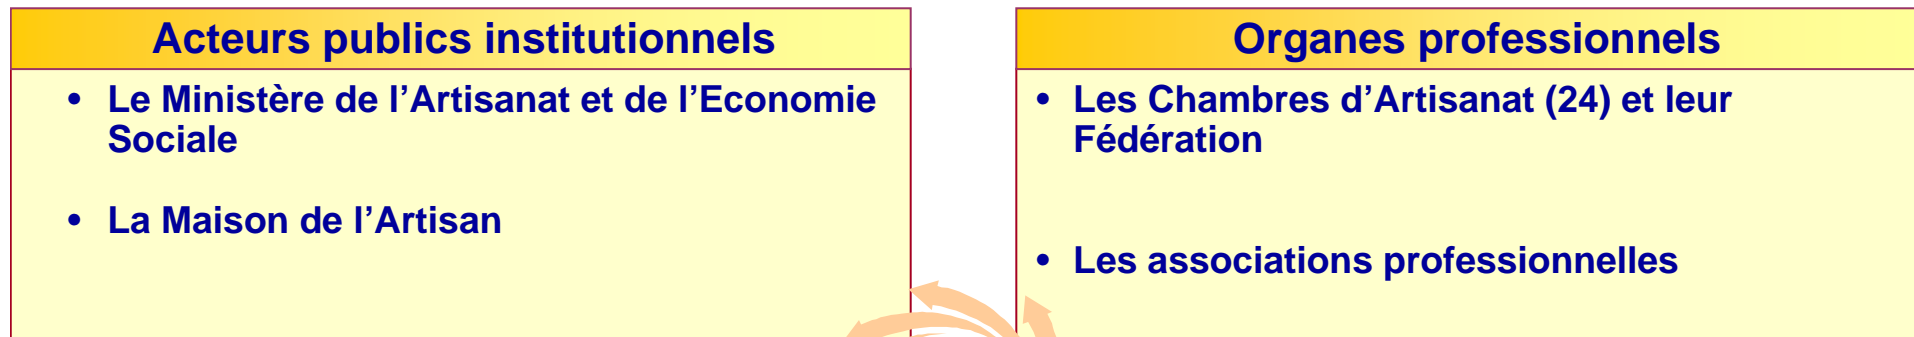 Acteurs publics institutionnels
• Le Ministère de l’Artisanat et de l’Economie
Sociale
• La Maison de l’Artisan
Organes professionnels
• Les Chambres d’Artisanat (24) et leur
Fédération
• Les associations professionnelles